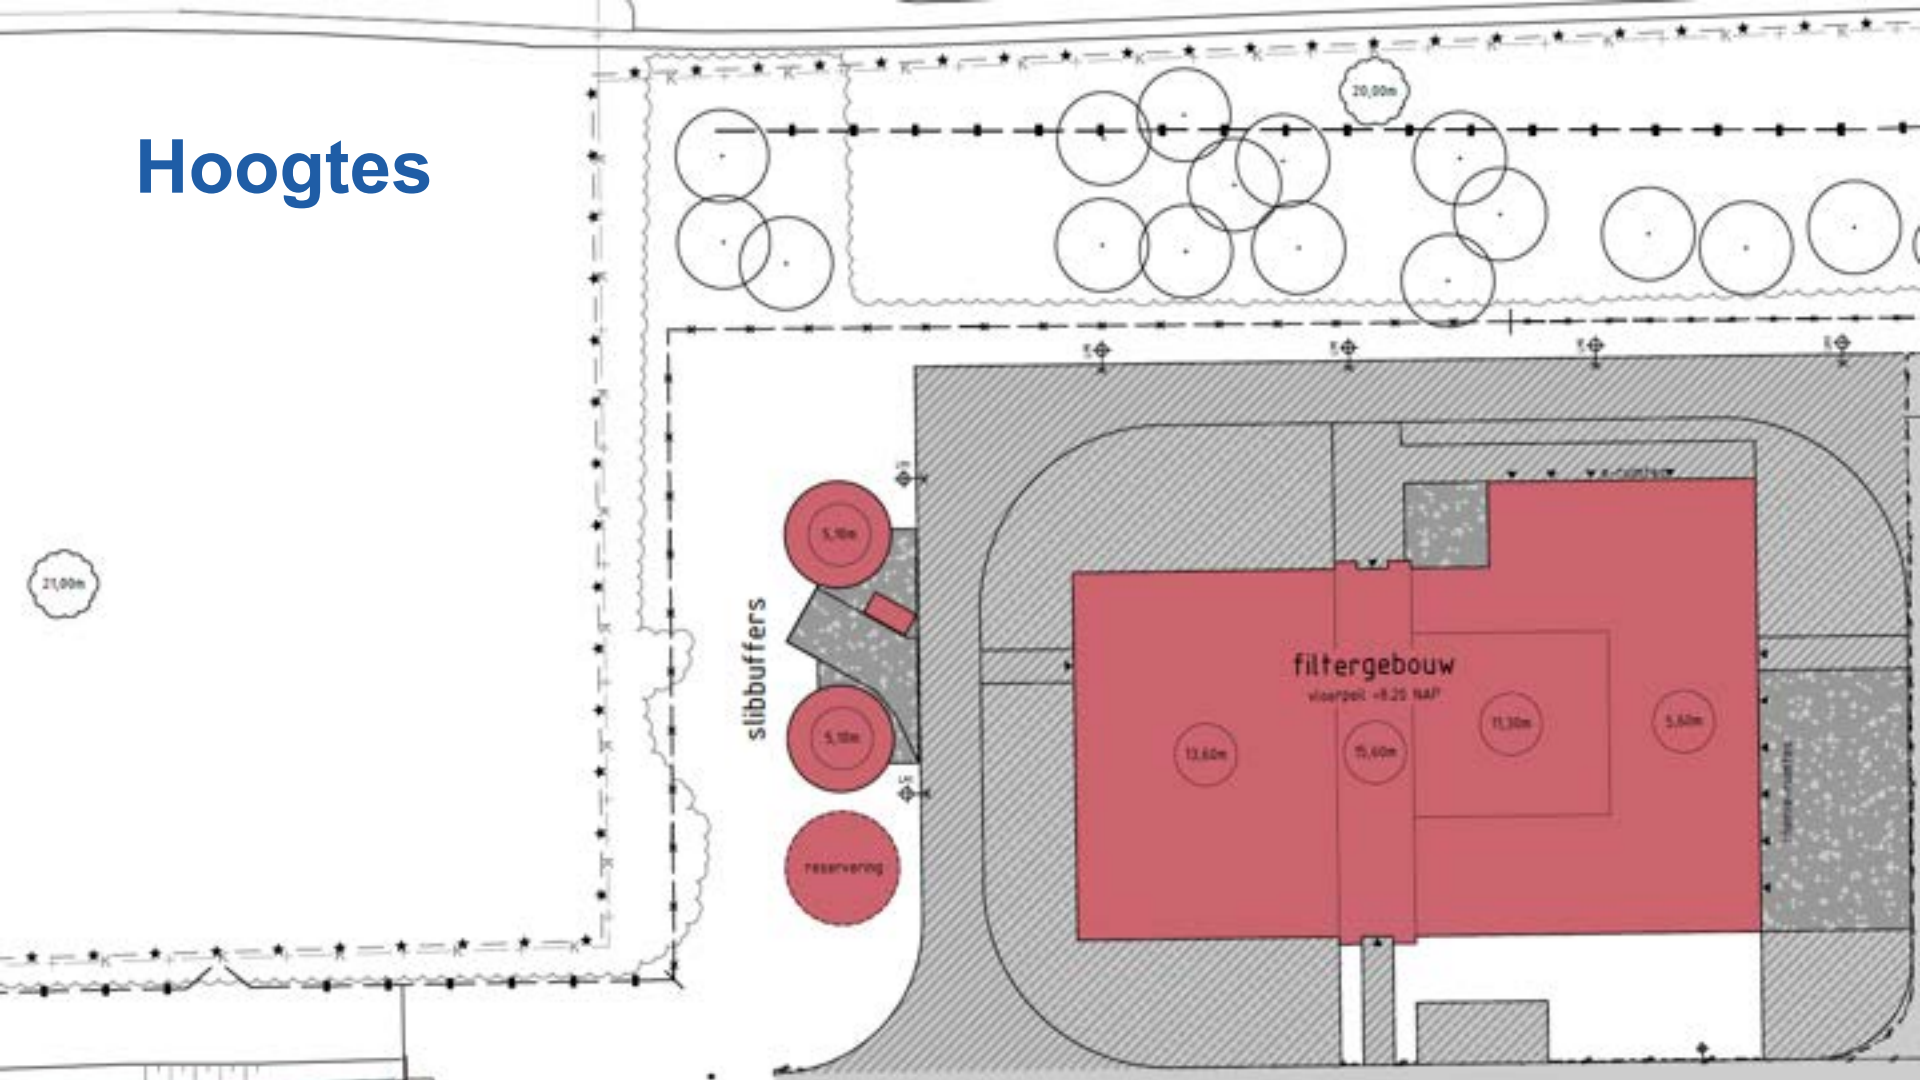 Hoogtes
20,00m
21,00m
e-ruimtes
5,10m
slibbuffers
5,10m
reservering
filtergebouw
13,60m
15,60m
11,30m
5,60m